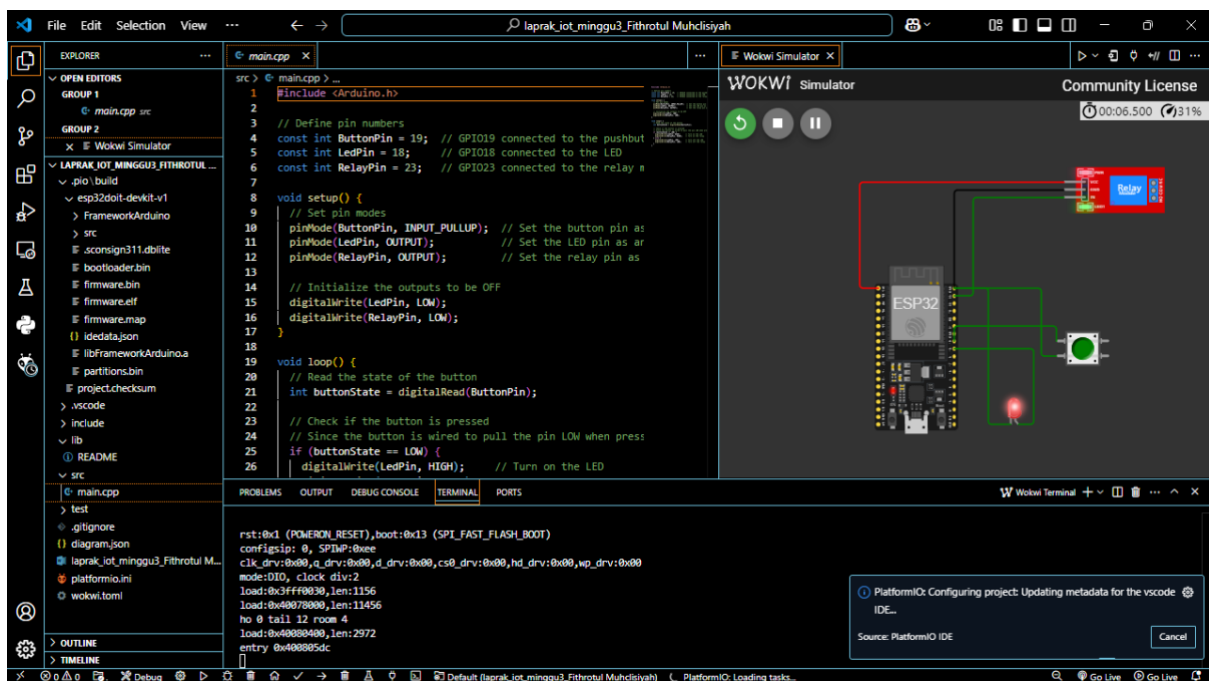 File Edit Selection View ···
laprak_iot_minggu3_Fithrotul Muhclisiyah
EXPLORER
OPEN EDITORS
GROUP 1
main.cpp src
GROUP 2
Wokwi Simulator
LAPRAK_IOT_MINGGU3_FITHROTUL ...
.pio\build
esp32doit-devkit-v1
FrameworkArduino
src
.sconsign311.dblite
bootloader.bin
firmware.bin
firmware.elf
firmware.map
idedata.json
libFrameworkArduino.a
partitions.bin
project.checksum
.vscode
include
lib
README
src
main.cpp
test
.gitignore
diagram.json
laprak_iot_minggu3_Fithrotul M...
platformio.ini
wokwi.toml
OUTLINE
TIMELINE
main.cpp
src > main.cpp > ...
1 #include <Arduino.h>
2
3 // Define pin numbers
4 const int ButtonPin = 19; // GPIO19 connected to the pushbut
5 const int LedPin = 18; // GPIO18 connected to the LED
6 const int RelayPin = 23; // GPIO23 connected to the relay m
7
8 void setup() {
9 // Set pin modes
10 pinMode(ButtonPin, INPUT_PULLUP); // Set the button pin as
11 pinMode(LedPin, OUTPUT); // Set the LED pin as ar
12 pinMode(RelayPin, OUTPUT); // Set the relay pin as
13
14 // Initialize the outputs to be OFF
15 digitalWrite(LedPin, LOW);
16 digitalWrite(RelayPin, LOW);
17 }
18
19 void loop() {
20 // Read the state of the button
21 int buttonState = digitalRead(ButtonPin);
22
23 // Check if the button is pressed
24 // Since the button is wired to pull the pin LOW when press
25 if (buttonState == LOW) {
26 digitalWrite(LedPin, HIGH); // Turn on the LED
Wokwi Simulator
WOKWI Simulator
Community License
00:06.500 31%
Relay
ESP32
PROBLEMS OUTPUT DEBUG CONSOLE TERMINAL PORTS
Wokwi Terminal
rst:0x1 (POWERON_RESET),boot:0x13 (SPI_FAST_FLASH_BOOT)
configsip: 0, SPIWP:0xee
clk_drv:0x00,q_drv:0x00,d_drv:0x00,cs0_drv:0x00,hd_drv:0x00,wp_drv:0x00
mode:DIO, clock div:2
load:0x3fff0030,len:1156
load:0x40078000,len:11456
ho 0 tail 12 room 4
load:0x40080400,len:2972
entry 0x400805dc
PlatformIO: Configuring project: Updating metadata for the vscode
IDE...
Source: PlatformIO IDE
Cancel
0 0 0 Debug Default (laprak_iot_minggu3_Fithrotul Muhclisiyah) PlatformIO: Loading tasks... Go Live Go Live